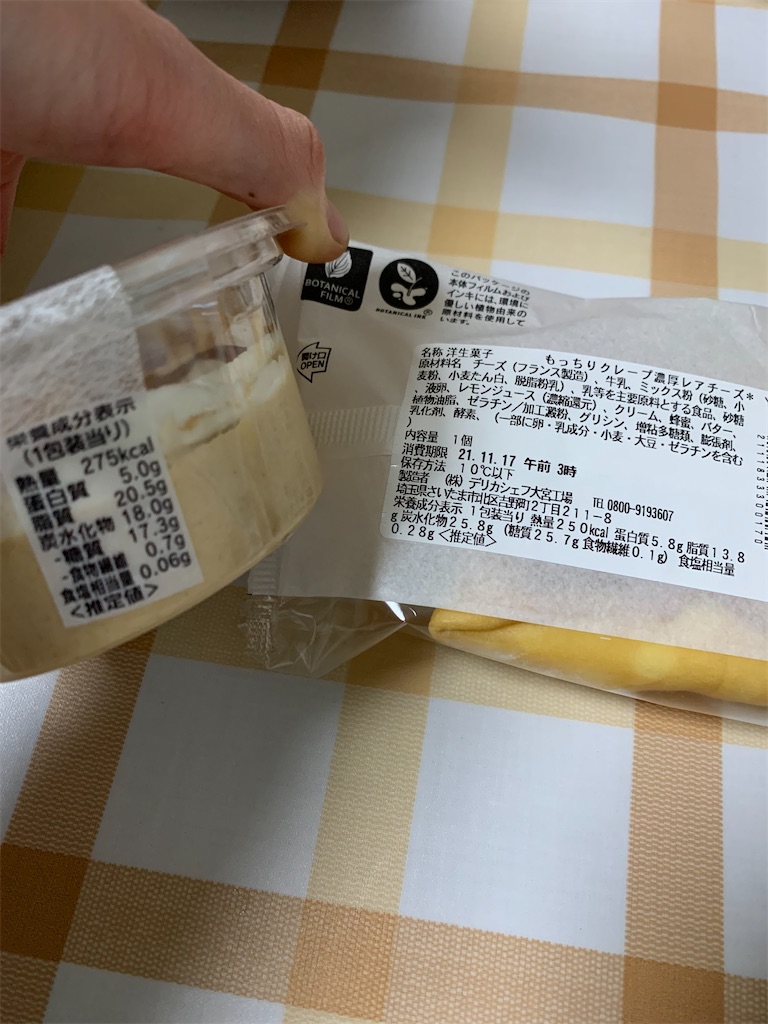 BOTANICAL
FILM®
BOTANICAL INK®
このパッケージの
本体フィルムおよび
インキには、環境に
優しい植物由来の
原材料を使用して
います。
開け口
OPEN
栄養成分表示
(1包装当り)
熱量 275kcal
蛋白質 5.0g
脂質 20.5g
炭水化物 18.0g
-糖質 17.3g
-食物繊維 0.7g
食塩相当量 0.06g
<推定値>
名称 洋生菓子 もっちりクレープ濃厚レアチーズ*
原材料名 チーズ(フランス製造)、牛乳、ミックス粉(砂糖、小
麦粉、小麦たん白、脱脂粉乳)、乳等を主要原料とする食品、砂糖
、液卵、レモンジュース(濃縮還元)、クリーム、蜂蜜、バター、
植物油脂、ゼラチン/加工澱粉、グリシン、増粘多糖類、膨張剤、
乳化剤、酵素、(一部に卵・乳成分・小麦・大豆・ゼラチンを含む
)
内容量 1個
消費期限 21.11.17 午前 3時
保存方法 10℃以下
製造者 (株)デリカシェフ大宮工場 TEL 0800-9193607
埼玉県さいたま市北区吉野町2丁目211-8
栄養成分表示 1包装当り 熱量250kcal 蛋白質5.8g 脂質13.8
g 炭水化物25.8g (糖質25.7g 食物繊維0.1g) 食塩相当量
0.28g<推定値>